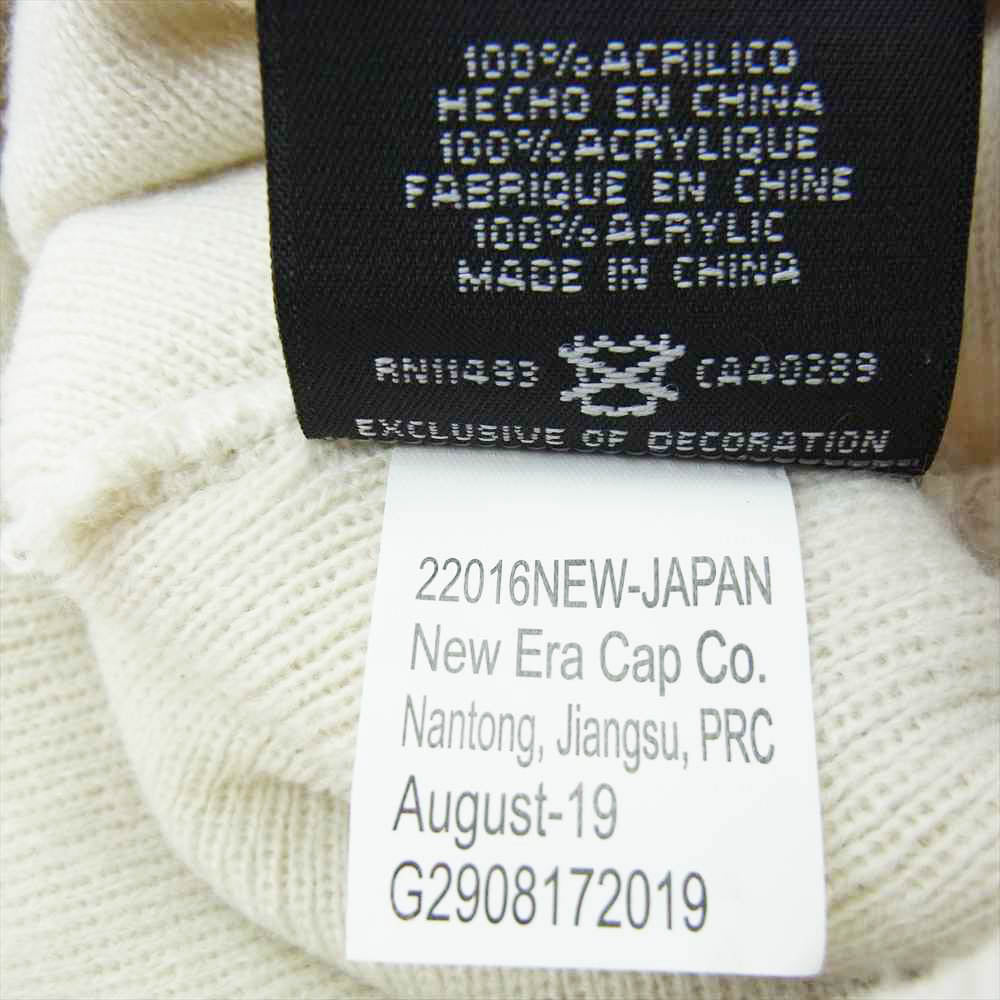 100% ACRILICO
HECHO EN CHINA
100% ACRYLIQUE
FABRIQUE EN CHINE
100% ACRYLIC
MADE IN CHINA
RN11493 CA40289
EXCLUSIVE OF DECORATION
22016NEW-JAPAN
New Era Cap Co.
Nantong, Jiangsu, PRC
August-19
G2908172019